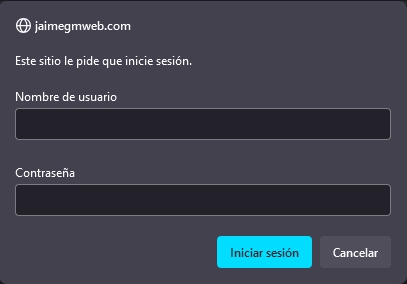 jaimegmweb.com
Este sitio le pide que inicie sesión.
Nombre de usuario
Contraseña
Iniciar sesión
Cancelar